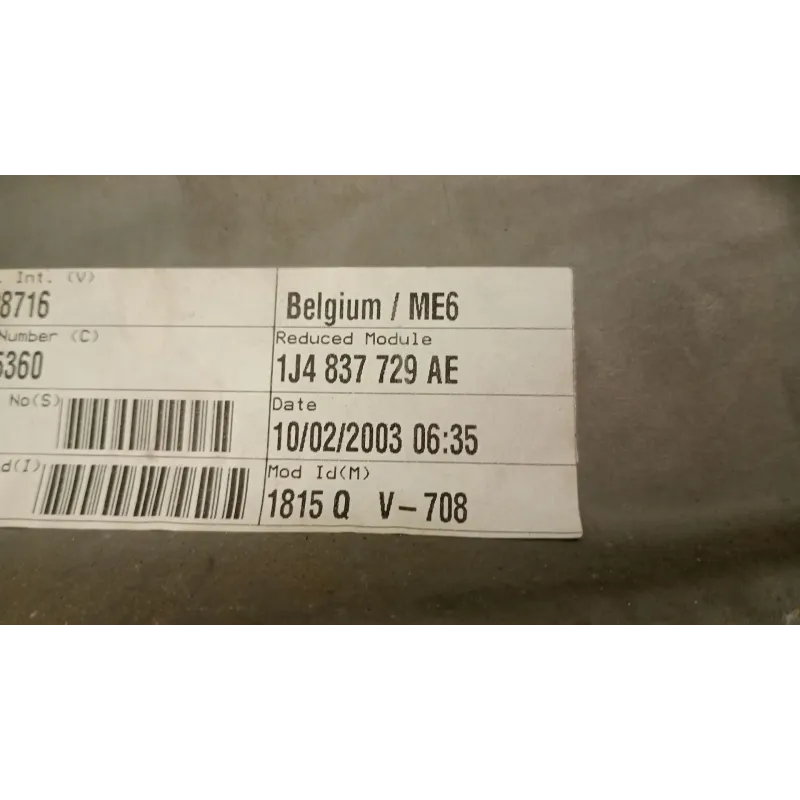 . Int. (V)
8716
Belgium / ME6
Number (C)
5360
Reduced Module
1J4 837 729 AE
No(S)
Date
10/02/2003 06:35
d(I)
Mod Id(M)
1815 Q V-708